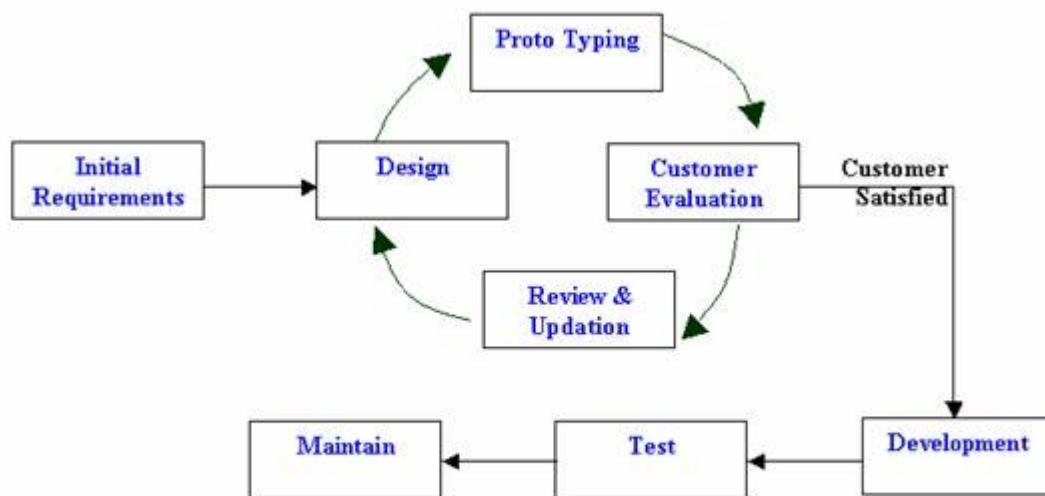 Proto Typing
Initial
Requirements
Design
Customer
Evaluation
Customer
Satisfied
Review &
Updation
Maintain
Test
Development